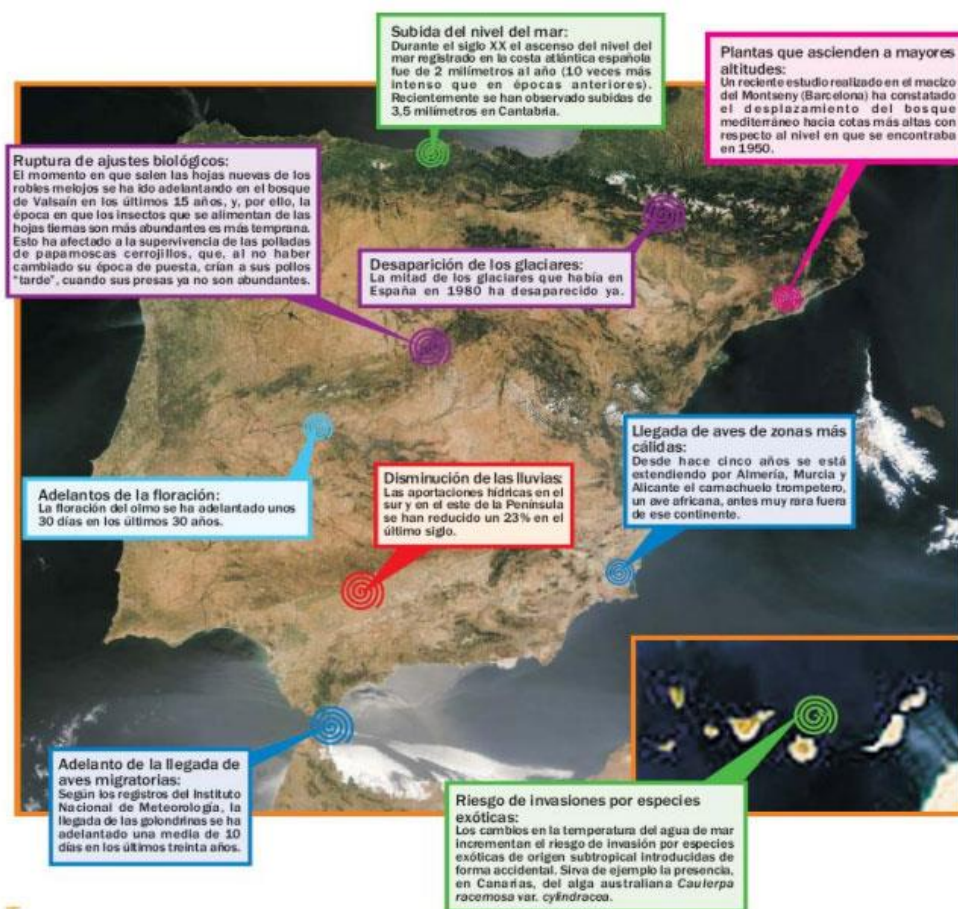 Subida del nivel del mar:
Durante el siglo XX el ascenso del nivel del
mar registrado en la costa atlántica española
fue de 2 milímetros al año (10 veces más
intenso que en épocas anteriores).
Recientemente se han observado subidas de
3,5 milímetros en Cantabria.
Plantas que ascienden a mayores
altitudes:
Un reciente estudio realizado en el macizo
del Montseny (Barcelona) ha constatado
el desplazamiento del bosque
mediterráneo hacia cotas más altas con
respecto al nivel en que se encontraba
en 1950.
Ruptura de ajustes biológicos:
El momento en que salen las hojas nuevas de los
robles melojos se ha ido adelantando en el bosque
de Valsaín en los últimos 15 años, y, por ello, la
época en que los insectos que se alimentan de las
hojas tiernas son más abundantes es más temprana.
Esto ha afectado a la supervivencia de las polladas
de papamoscas cerrojillos, que, al no haber
cambiado su época de puesta, crían a sus pollos
"tarde", cuando sus presas ya no son abundantes.
Desaparición de los glaciares:
La mitad de los glaciares que había en
España en 1980 ha desaparecido ya.
Llegada de aves de zonas más
cálidas:
Desde hace cinco años se está
extendiendo por Almería, Murcia y
Alicante el camachuelo trompetero,
un ave africana, antes muy rara fuera
de ese continente.
Adelantos de la floración:
La floración del olmo se ha adelantado unos
30 días en los últimos 30 años.
Disminución de las lluvias:
Las aportaciones hídricas en el
sur y en el este de la Península
se han reducido un 23% en el
último siglo.
Adelanto de la llegada de
aves migratorias:
Según los registros del Instituto
Nacional de Meteorología, la
llegada de las golondrinas se ha
adelantado una media de 10
días en los últimos treinta años.
Riesgo de invasiones por especies
exóticas:
Los cambios en la temperatura del agua de mar
incrementan el riesgo de invasión por especies
exóticas de origen subtropical introducidas de
forma accidental. Sirva de ejemplo la presencia,
en Canarias, del alga australiana Caulerpa
racemosa var. cylindracea.